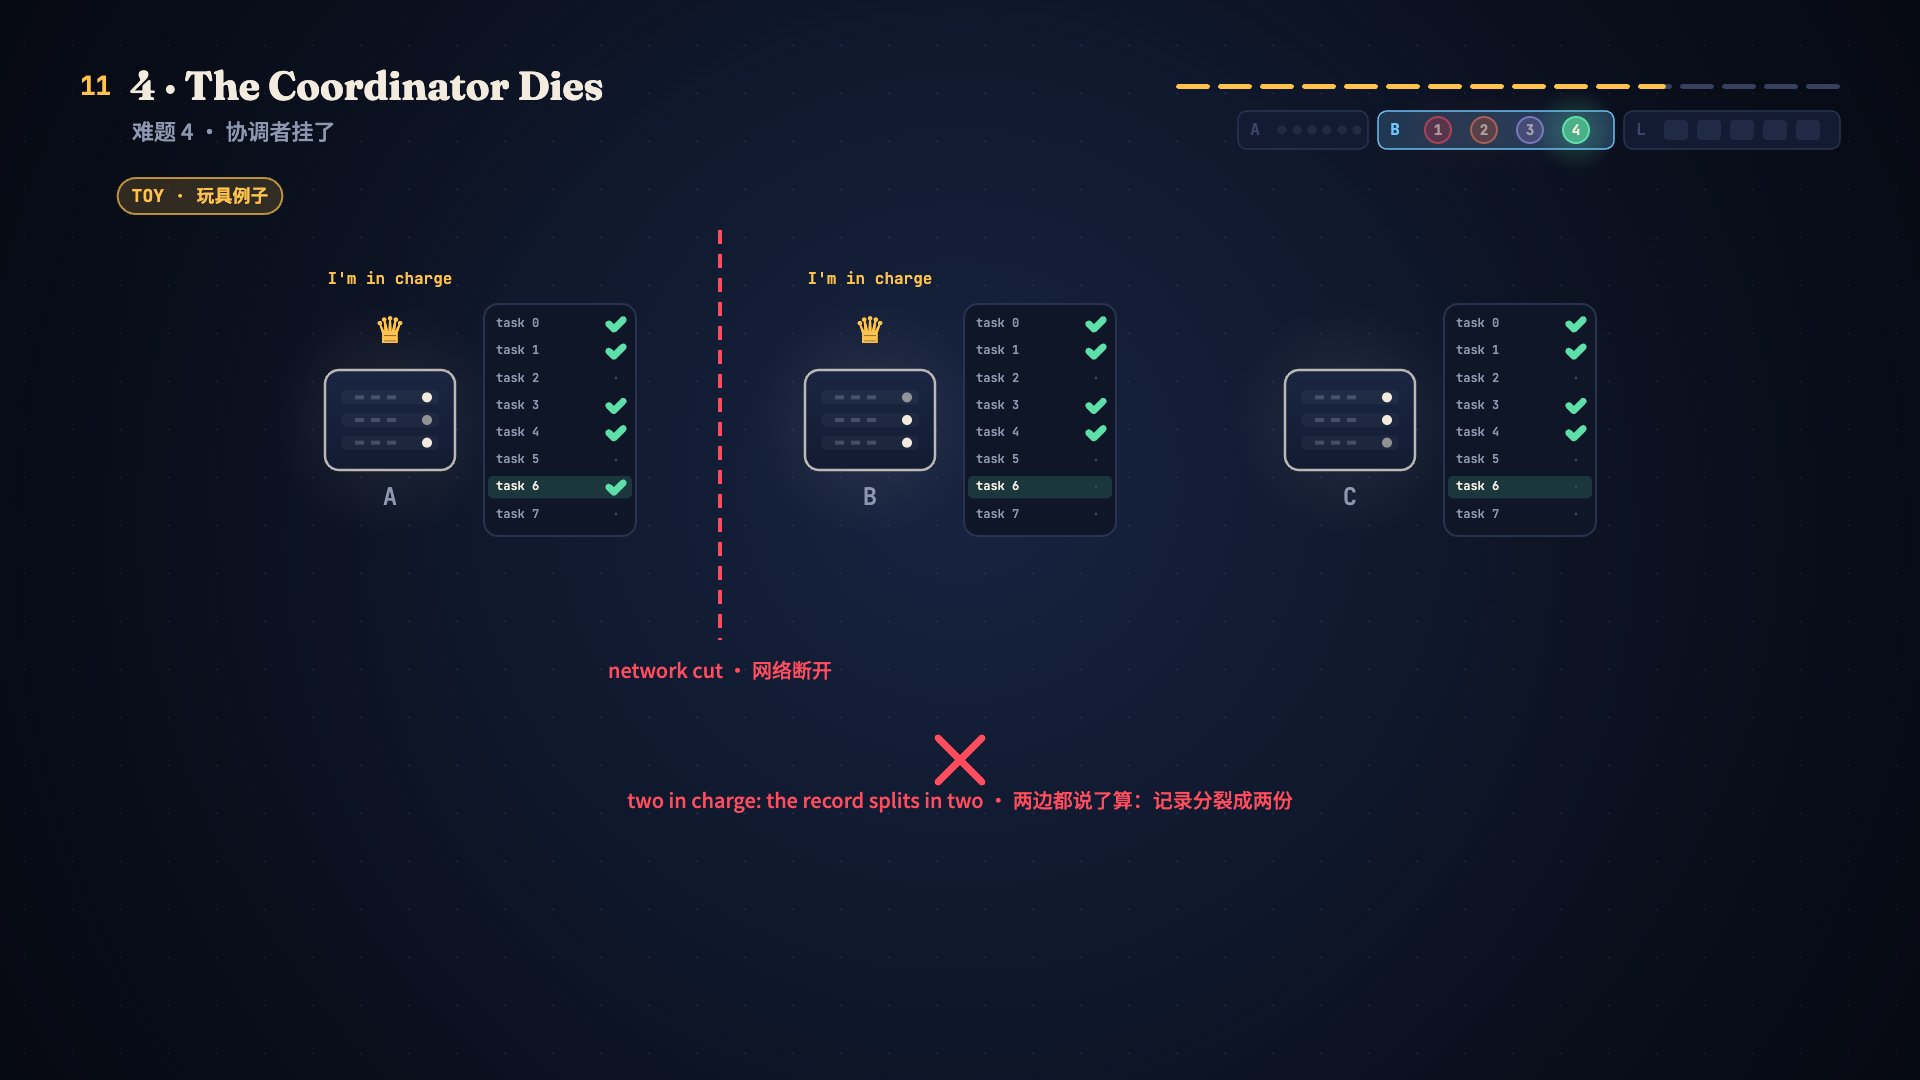 11 4 · The Coordinator Dies
难题 4 · 协调者挂了
A B 1 2 3 4 L
TOY · 玩具例子
I'm in charge
A
task 0
task 1
task 2
task 3
task 4
task 5
task 6
task 7
I'm in charge
B
task 0
task 1
task 2
task 3
task 4
task 5
task 6
task 7
C
task 0
task 1
task 2
task 3
task 4
task 5
task 6
task 7
network cut · 网络断开
two in charge: the record splits in two · 两边都说了算：记录分裂成两份